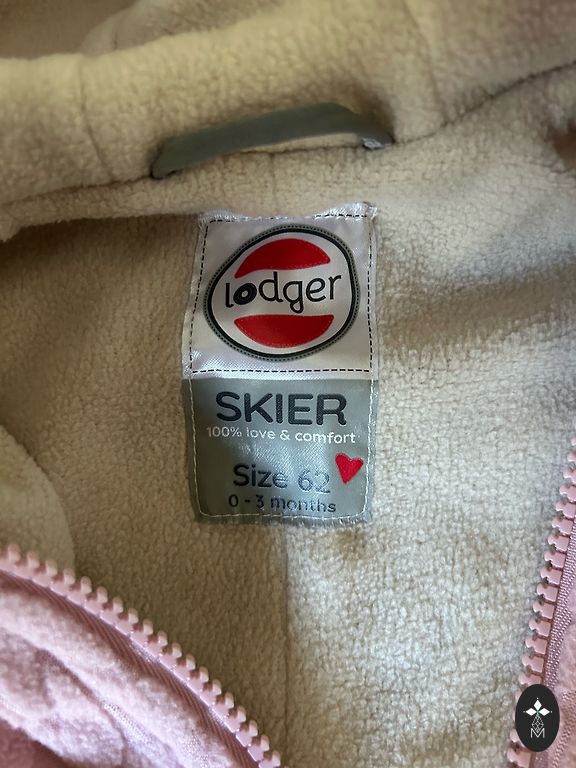 lodger
SKIER
100% love & comfort
Size 62
0 - 3 months
M